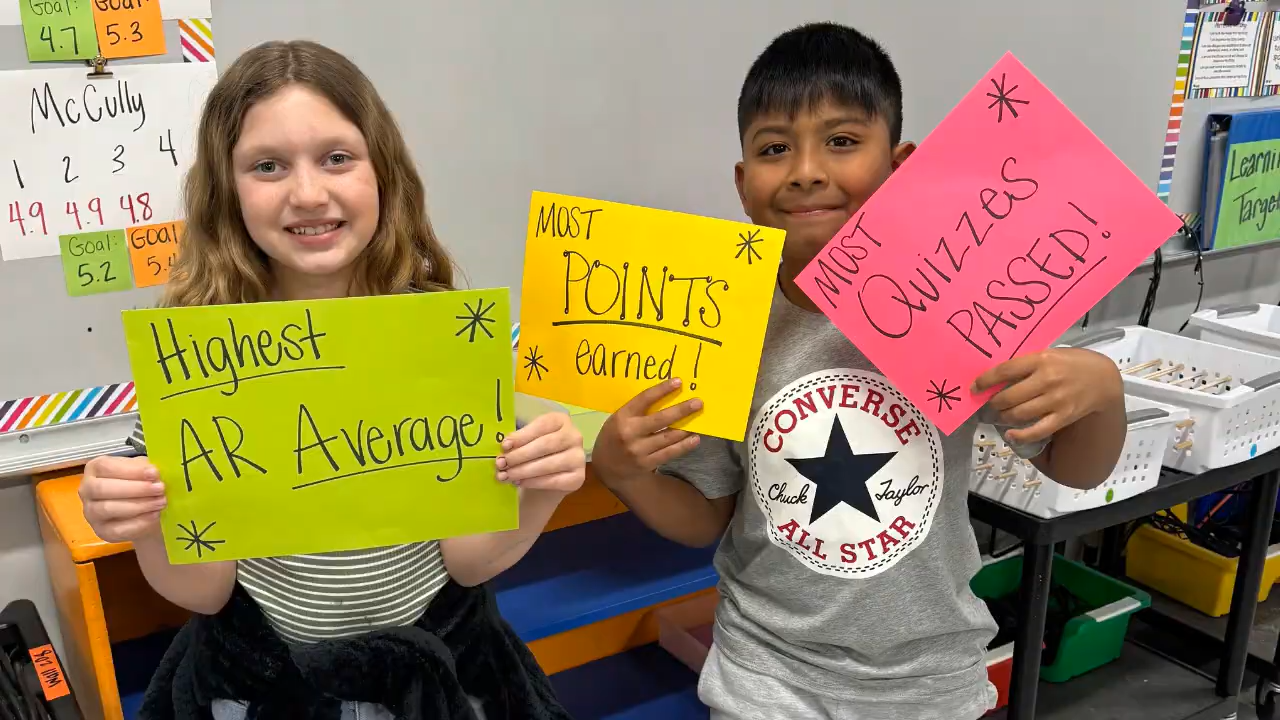 Goal:
4.7
Goal:
5.3
McCully
1 2 3 4
4.9 4.9 4.8
Goal:
5.2
Goal:
Highest
AR Average!
MOST
POINTS
earned!
MOST
Quizzes
PASSED!
CONVERSE
Chuck Taylor
ALL STAR
Learning
Target